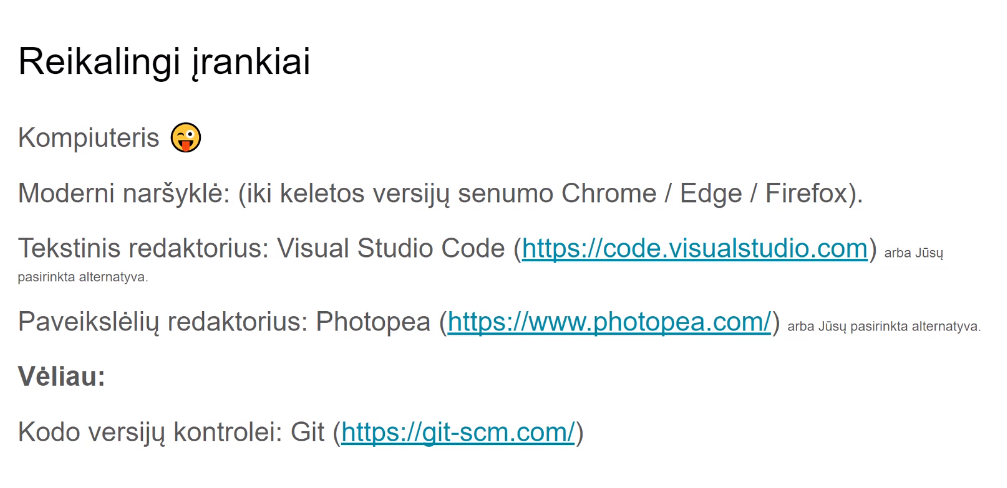 Reikalingi įrankiai
Kompiuteris 😜
Moderni naršyklė: (iki keletos versijų senumo Chrome / Edge / Firefox).
Tekstinis redaktorius: Visual Studio Code (https://code.visualstudio.com) arba Jūsų
pasirinkta alternatyva.
Paveikslėlių redaktorius: Photopea (https://www.photopea.com/) arba Jūsų pasirinkta alternatyva.
Vėliau:
Kodo versijų kontrolei: Git (https://git-scm.com/)